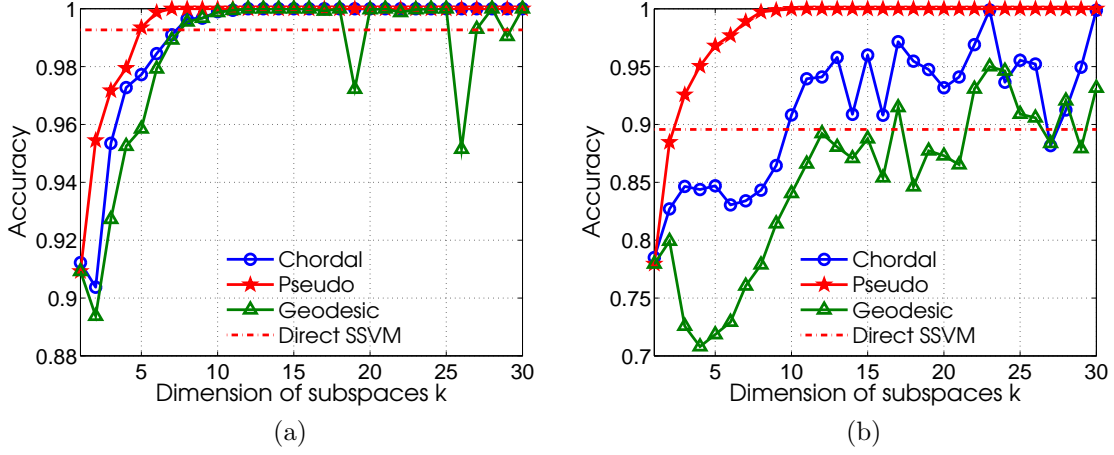 1
0.98
0.96
0.94
0.92
0.9
0.88
Accuracy
5 10 15 20 25 30
Dimension of subspaces k
Chordal
Pseudo
Geodesic
Direct SSVM
(a)
1
0.95
0.9
0.85
0.8
0.75
0.7
Accuracy
5 10 15 20 25 30
Dimension of subspaces k
Chordal
Pseudo
Geodesic
Direct SSVM
(b)